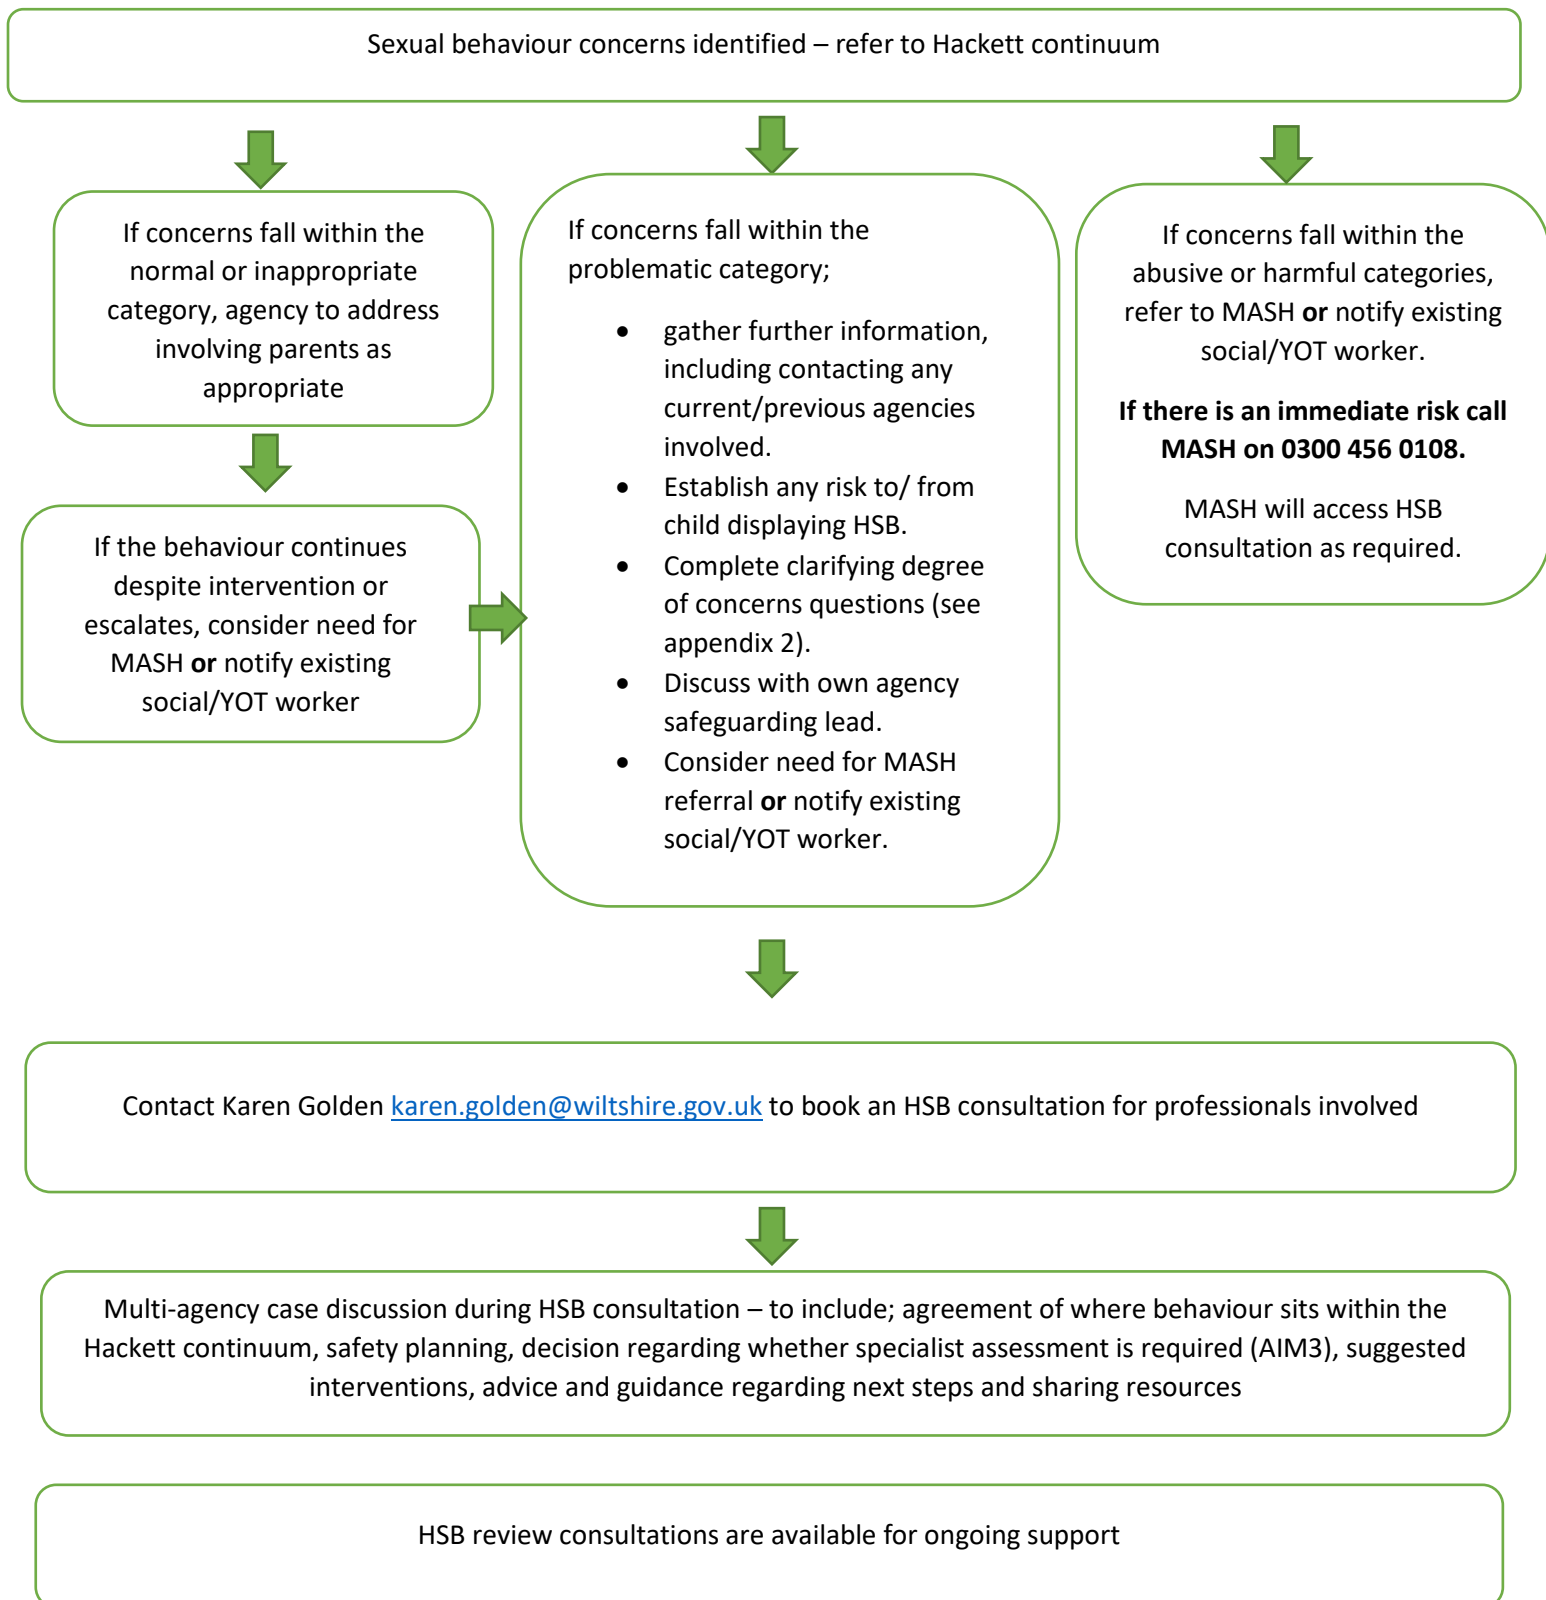 Sexual behaviour concerns identified – refer to Hackett continuum
If concerns fall within the
normal or inappropriate
category, agency to address
involving parents as
appropriate
If the behaviour continues
despite intervention or
escalates, consider need for
MASH or notify existing
social/YOT worker
If concerns fall within the
problematic category;
• gather further information,
including contacting any
current/previous agencies
involved.
• Establish any risk to/ from
child displaying HSB.
• Complete clarifying degree
of concerns questions (see
appendix 2).
• Discuss with own agency
safeguarding lead.
• Consider need for MASH
referral or notify existing
social/YOT worker.
If concerns fall within the
abusive or harmful categories,
refer to MASH or notify existing
social/YOT worker.
If there is an immediate risk call
MASH on 0300 456 0108.
MASH will access HSB
consultation as required.
Contact Karen Golden karen.golden@wiltshire.gov.uk to book an HSB consultation for professionals involved
Multi-agency case discussion during HSB consultation – to include; agreement of where behaviour sits within the
Hackett continuum, safety planning, decision regarding whether specialist assessment is required (AIM3), suggested
interventions, advice and guidance regarding next steps and sharing resources
HSB review consultations are available for ongoing support